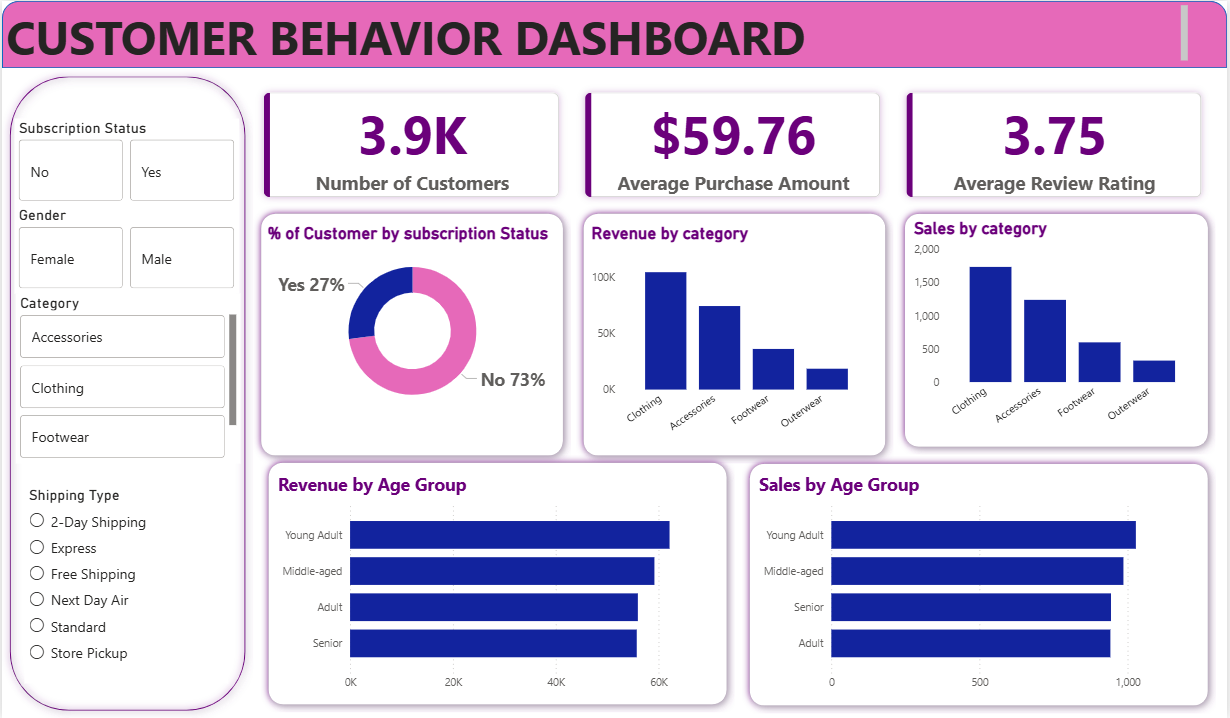 CUSTOMER BEHAVIOR DASHBOARD
Subscription Status
No
Yes
Gender
Female
Male
Category
Accessories
Clothing
Footwear
Shipping Type
2-Day Shipping
Express
Free Shipping
Next Day Air
Standard
Store Pickup
3.9K
Number of Customers
$59.76
Average Purchase Amount
3.75
Average Review Rating
% of Customer by subscription Status
Yes 27%
No 73%
Revenue by category
100K
50K
0K
Clothing
Accessories
Footwear
Outerwear
Sales by category
2,000
1,500
1,000
500
0
Clothing
Accessories
Footwear
Outerwear
Revenue by Age Group
Young Adult
Middle-aged
Adult
Senior
0K
20K
40K
60K
Sales by Age Group
Young Adult
Middle-aged
Senior
Adult
0
500
1,000